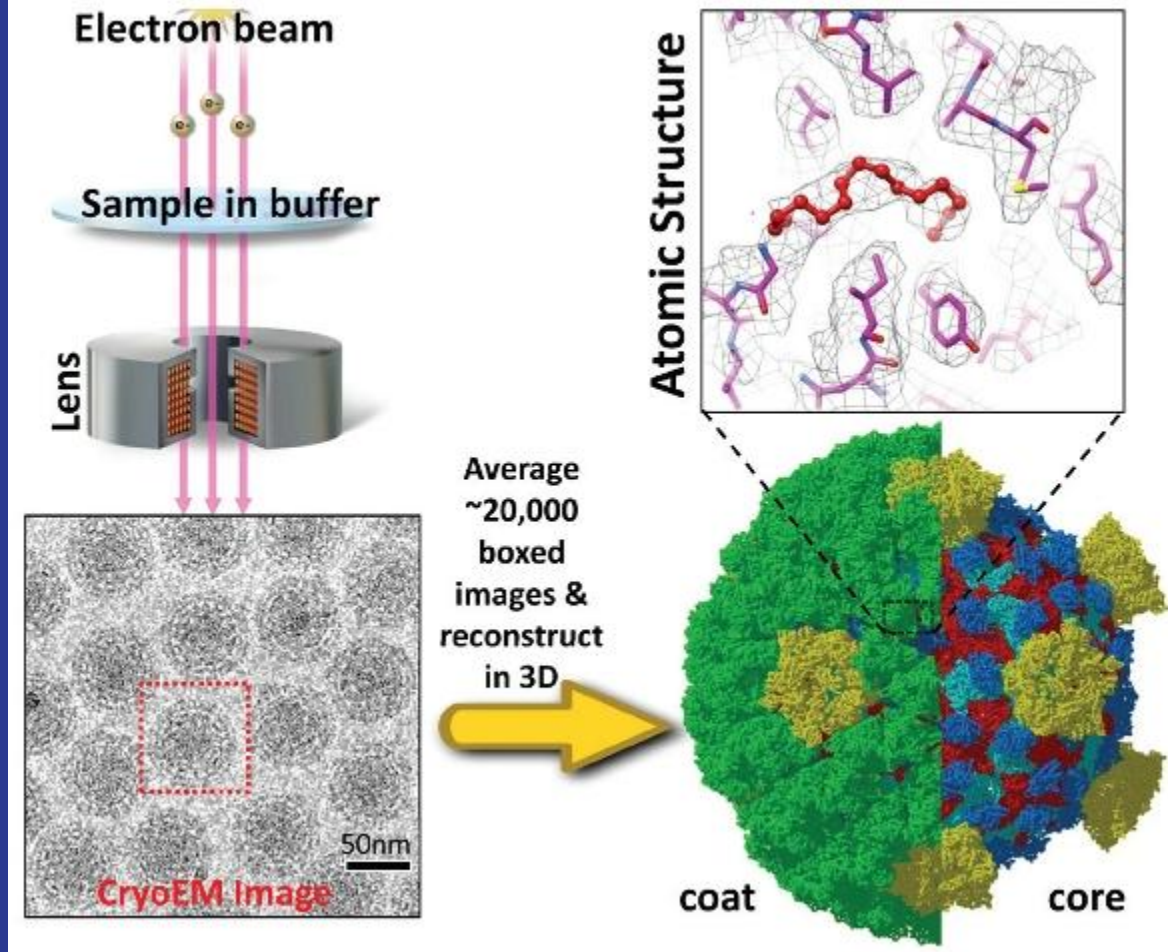 Electron beam
e-
e-
e-
Sample in buffer
Lens
50nm
CryoEM Image
Average
~20,000
boxed
images &
reconstruct
in 3D
Atomic Structure
coat
core